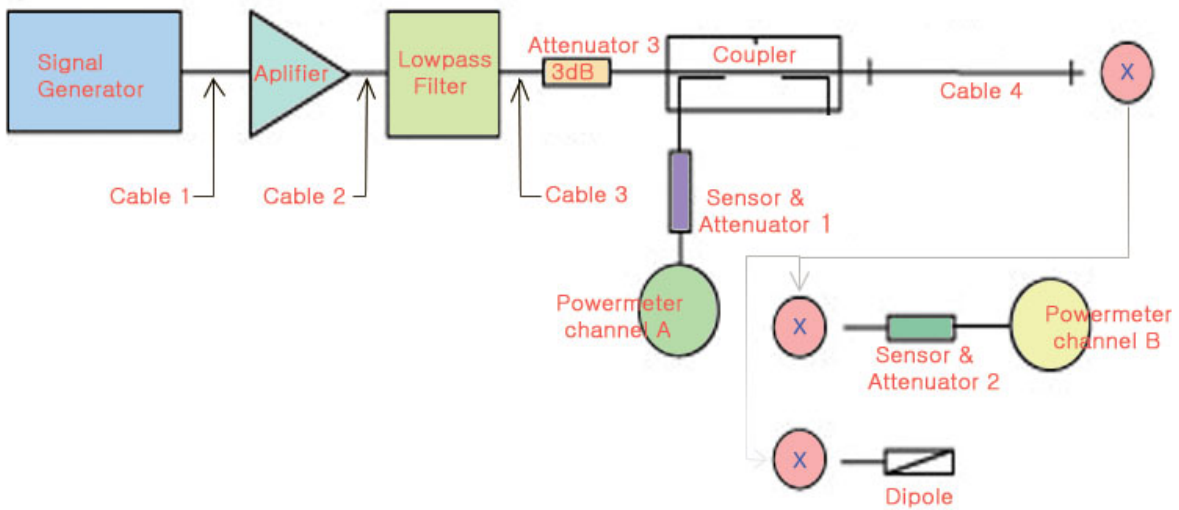 Signal
Generator
Aplifier
Lowpass
Filter
Attenuator 3
3dB
Coupler
Cable 4
X
Cable 1
Cable 2
Cable 3
Sensor &
Attenuator 1
Powermeter
channel A
X
Sensor &
Attenuator 2
Powermeter
channel B
X
Dipole